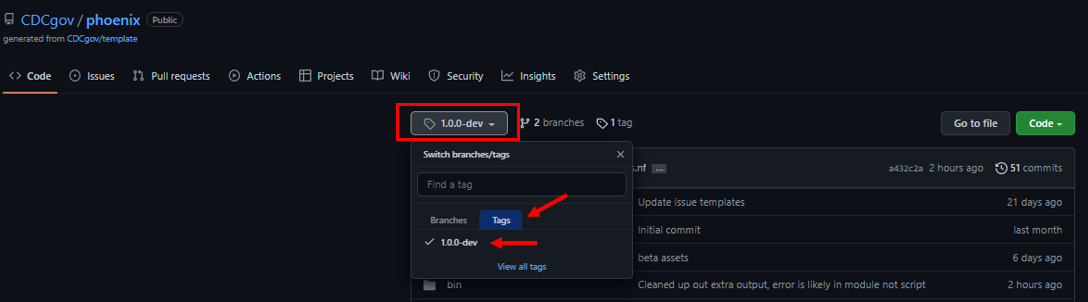 CDCgov / phoenix Public
generated from CDCgov/template
Code Issues Pull requests Actions Projects Wiki Security Insights Settings
1.0.0-dev 2 branches 1 tag Go to file Code
Switch branches/tags
s.nf ... a432c2a 2 hours ago 51 commits
Find a tag
Update issue templates 21 days ago
Branches Tags
Initial commit last month
1.0.0-dev
beta assets 6 days ago
View all tags
bin Cleaned up out extra output, error is likely in module not script 2 hours ago